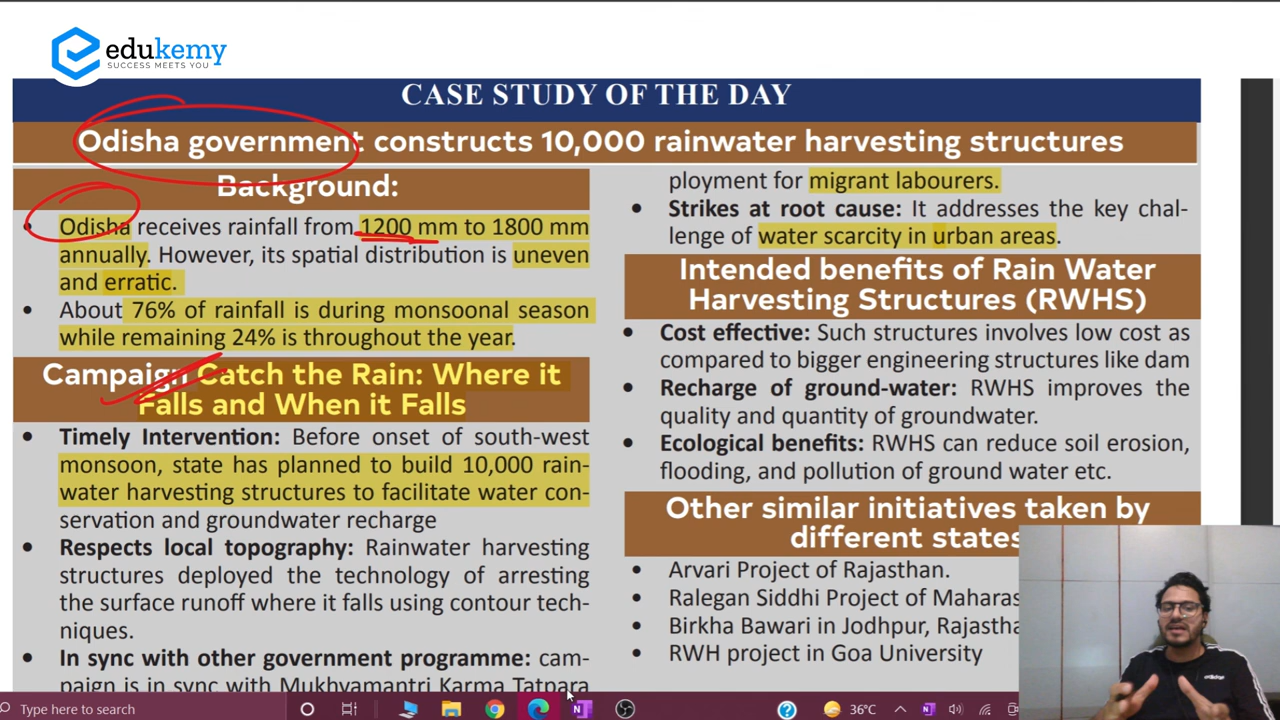 edukemy
SUCCESS MEETS YOU
CASE STUDY OF THE DAY
Odisha government constructs 10,000 rainwater harvesting structures
Background:
• Odisha receives rainfall from 1200 mm to 1800 mm
annually. However, its spatial distribution is uneven
and erratic.
• About 76% of rainfall is during monsoonal season
while remaining 24% is throughout the year.
Campaign Catch the Rain: Where it
Falls and When it Falls
• Timely Intervention: Before onset of south-west
monsoon, state has planned to build 10,000 rain-
water harvesting structures to facilitate water con-
servation and groundwater recharge
• Respects local topography: Rainwater harvesting
structures deployed the technology of arresting
the surface runoff where it falls using contour tech-
niques.
• In sync with other government programme: cam-
paign is in sync with Mukhyamantri Karma Tatpara
ployment for migrant labourers.
• Strikes at root cause: It addresses the key chal-
lenge of water scarcity in urban areas.
Intended benefits of Rain Water
Harvesting Structures (RWHS)
• Cost effective: Such structures involves low cost as
compared to bigger engineering structures like dam
• Recharge of ground-water: RWHS improves the
quality and quantity of groundwater.
• Ecological benefits: RWHS can reduce soil erosion,
flooding, and pollution of ground water etc.
Other similar initiatives taken by
different states
• Arvari Project of Rajasthan.
• Ralegan Siddhi Project of Maharas
• Birkha Bawari in Jodhpur, Rajastha
• RWH project in Goa University
Type here to search
36°C